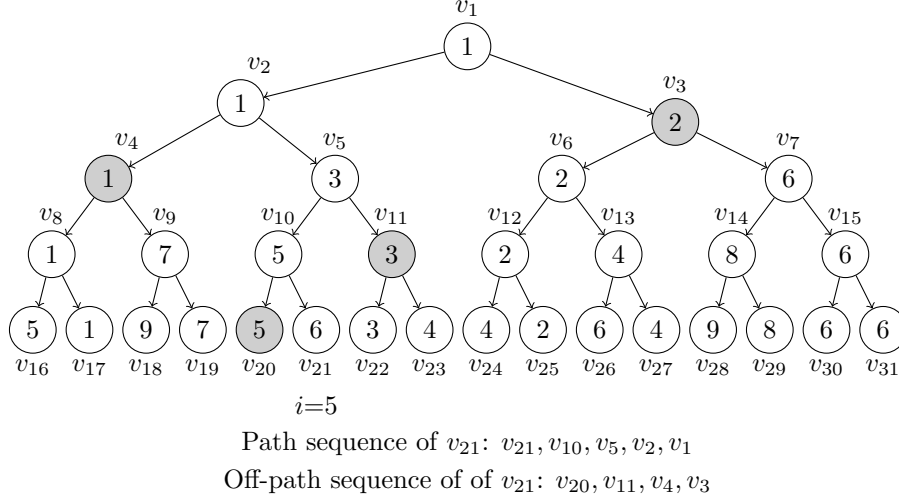 v1
1
v2
1
v3
2
v4
1
v5
3
v6
2
v7
6
v8
1
v9
7
v10
5
v11
3
v12
2
v13
4
v14
8
v15
6
5 1 9 7 5 6 3 4 4 2 6 4 9 8 6 6
v16 v17 v18 v19 v20 v21 v22 v23 v24 v25 v26 v27 v28 v29 v30 v31
i=5
Path sequence of v21: v21, v10, v5, v2, v1
Off-path sequence of of v21: v20, v11, v4, v3